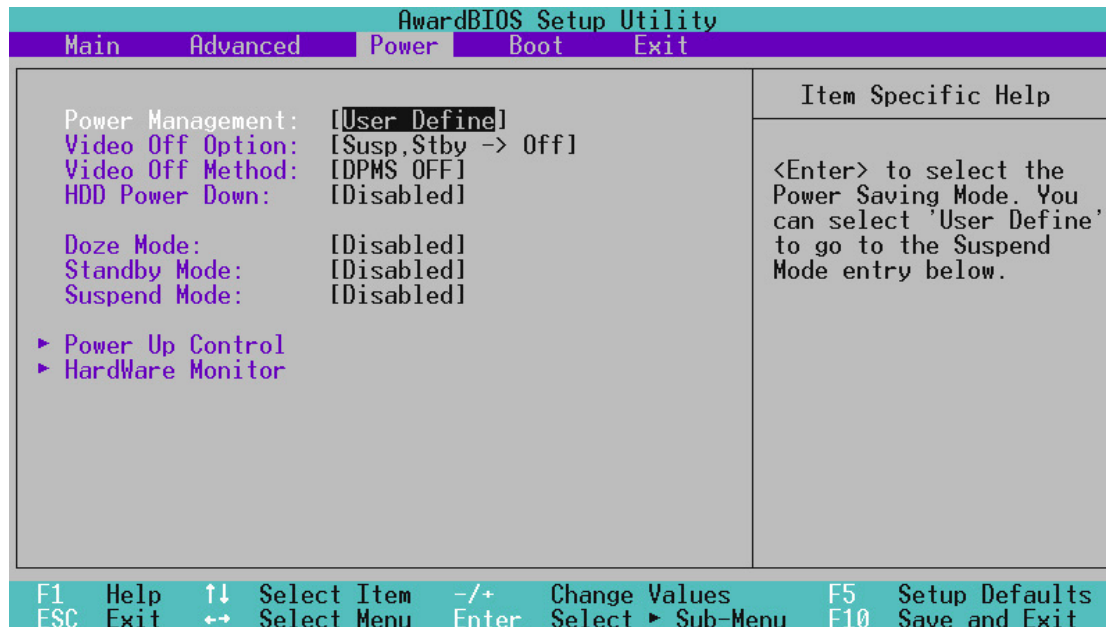 AwardBIOS Setup Utility
Main Advanced Power Boot Exit
Power Management: [User Define]
Video Off Option: [Susp,Stby -> Off]
Video Off Method: [DPMS OFF]
HDD Power Down: [Disabled]
Doze Mode: [Disabled]
Standby Mode: [Disabled]
Suspend Mode: [Disabled]
► Power Up Control
► HardWare Monitor
Item Specific Help
<Enter> to select the
Power Saving Mode. You
can select 'User Define'
to go to the Suspend
Mode entry below.
F1 Help ↑↓ Select Item -/+ Change Values F5 Setup Defaults
ESC Exit ←→ Select Menu Enter Select ► Sub-Menu F10 Save and Exit